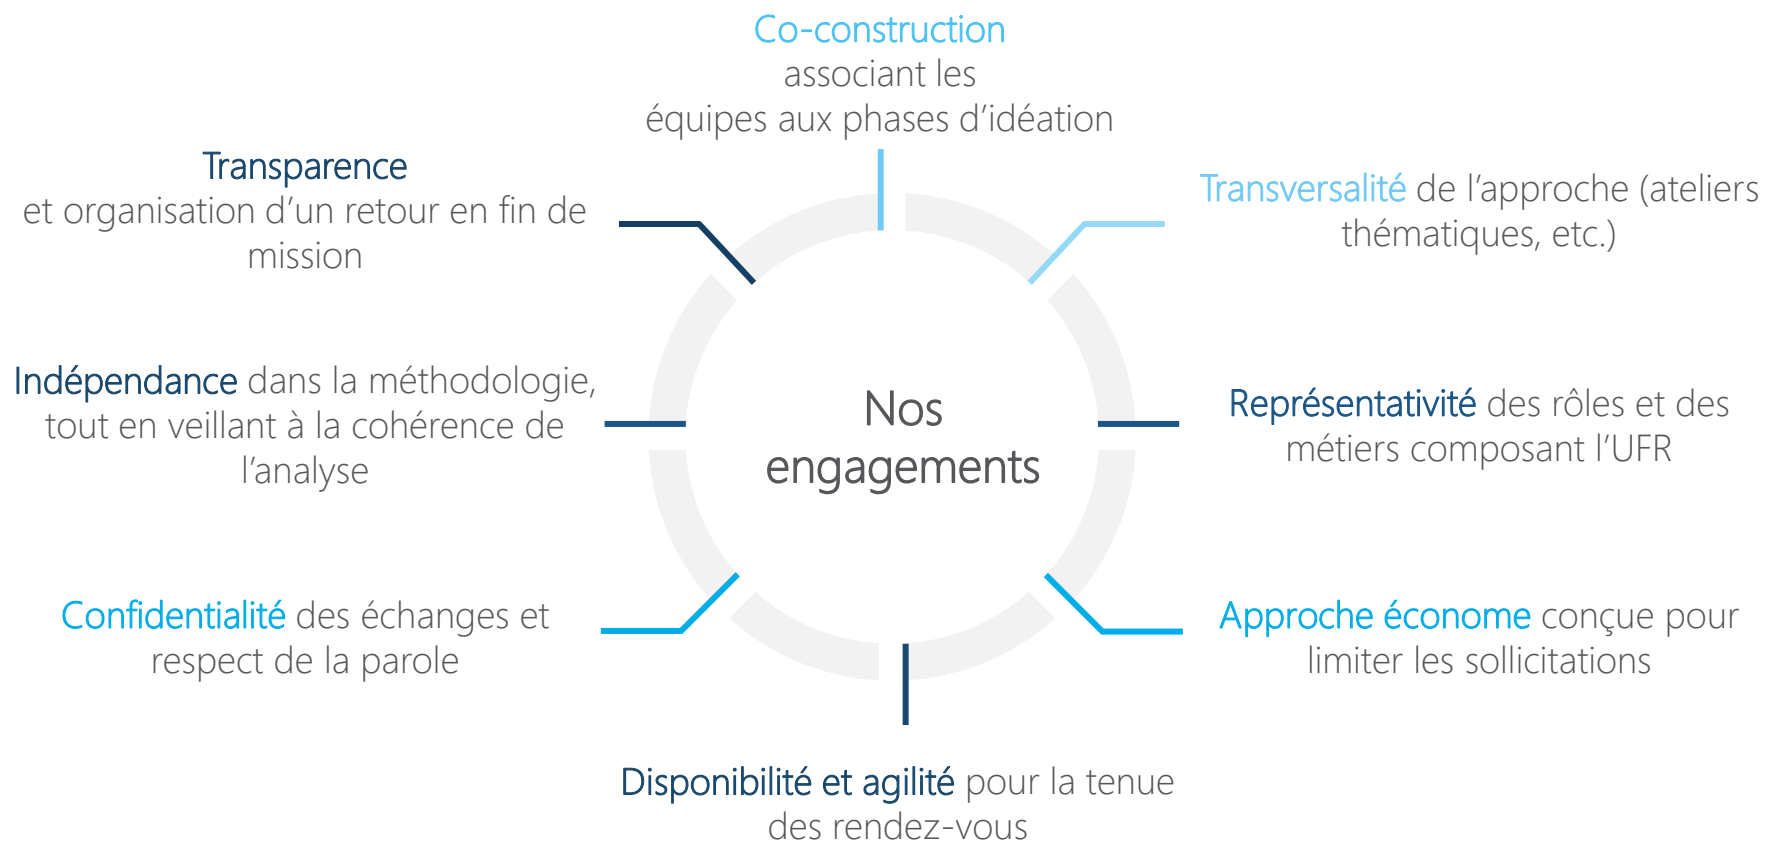 Co-construction
associant les
équipes aux phases d’idéation
Transparence
et organisation d’un retour en fin de
mission
Transversalité de l’approche (ateliers
thématiques, etc.)
Indépendance dans la méthodologie,
tout en veillant à la cohérence de
l’analyse
Nos
engagements
Représentativité des rôles et des
métiers composant l’UFR
Confidentialité des échanges et
respect de la parole
Approche économe conçue pour
limiter les sollicitations
Disponibilité et agilité pour la tenue
des rendez-vous